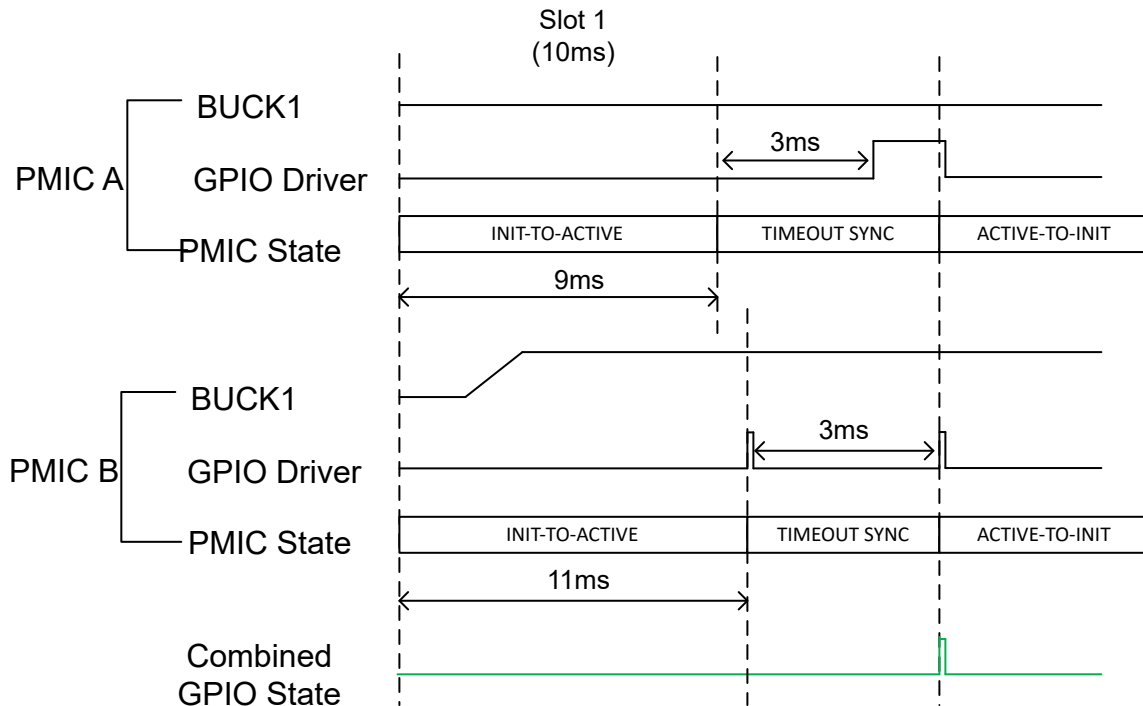 Slot 1
(10ms)
PMIC A
BUCK1
3ms
GPIO Driver
PMIC State
INIT-TO-ACTIVE
TIMEOUT SYNC
ACTIVE-TO-INIT
9ms
PMIC B
BUCK1
3ms
GPIO Driver
PMIC State
INIT-TO-ACTIVE
TIMEOUT SYNC
ACTIVE-TO-INIT
11ms
Combined
GPIO State